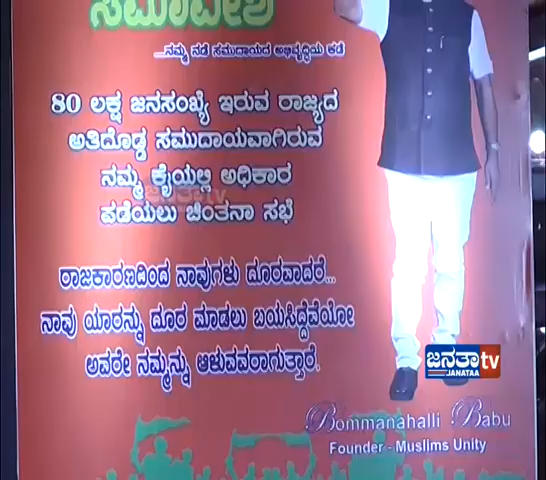 ಸಮಾವೇಶ
...ನಮ್ಮ ನಡೆ ಸಮುದಾಯದ ಅಭಿವೃದ್ಧಿಯ ಕಡೆ
80 ಲಕ್ಷ ಜನಸಂಖ್ಯೆ ಇರುವ ರಾಜ್ಯದ
ಅತಿದೊಡ್ಡ ಸಮುದಾಯವಾಗಿರುವ
ನಮ್ಮ ಕೈಯಲ್ಲಿ ಅಧಿಕಾರ
ಪಡೆಯಲು ಚಿಂತನಾ ಸಭೆ
ಜನತಾ tv
ರಾಜಕಾರಣದಿಂದ ನಾವುಗಳು ದೂರವಾದರೆ...
ನಾವು ಯಾರನ್ನು ದೂರ ಮಾಡಲು ಬಯಸಿದ್ದೆವೆಯೋ
ಅವರೇ ನಮ್ಮನ್ನು ಆಳುವವರಾಗುತ್ತಾರೆ.
ಜನತಾ tv
JANATAA
Bommanahalli Babu
Founder - Muslims Unity